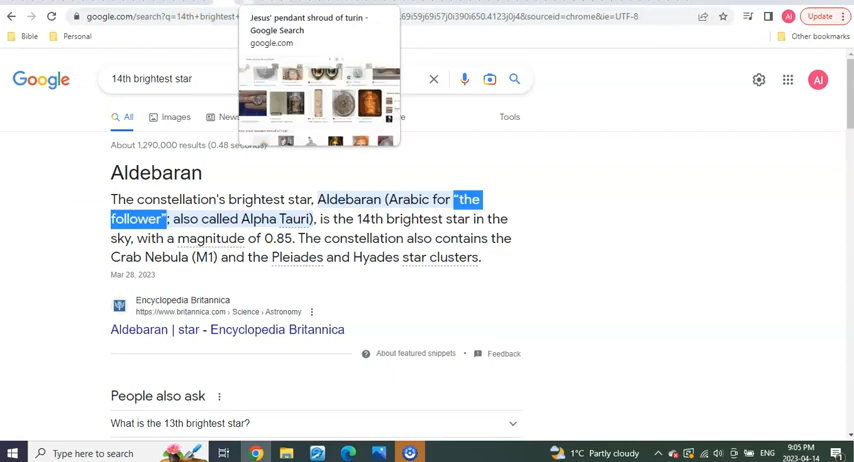 google.com/search?q=14th+brightest+
69i59j69i57j0i390i650.4123j0j4&sourceid=chrome&ie=UTF-8
AI
Update
Bible
Personal
Other bookmarks
Jesus' pendant shroud of turin -
Google Search
google.com
Google
14th brightest star
AI
All
Images
Tools
About 1,290,000 results (0.48 seconds)
Aldebaran
The constellation's brightest star, Aldebaran (Arabic for “the
follower”; also called Alpha Tauri), is the 14th brightest star in the
sky, with a magnitude of 0.85. The constellation also contains the
Crab Nebula (M1) and the Pleiades and Hyades star clusters.
Mar 28, 2023
Encyclopedia Britannica
https://www.britannica.com › Science › Astronomy
Aldebaran | star - Encyclopedia Britannica
About featured snippets
Feedback
People also ask
What is the 13th brightest star?
Type here to search
1°C Partly cloudy
ENG
9:05 PM
2023-04-14